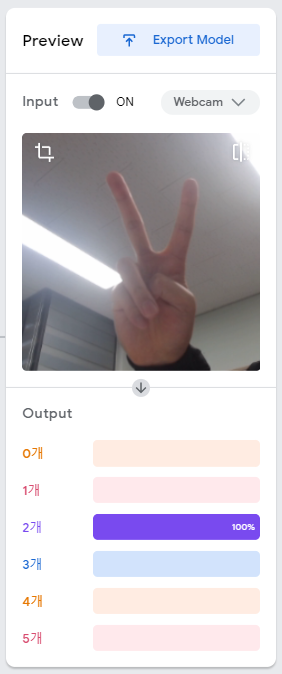 Preview Export Model
Input ON Webcam
Output
0개
1개
2개 100%
3개
4개
5개